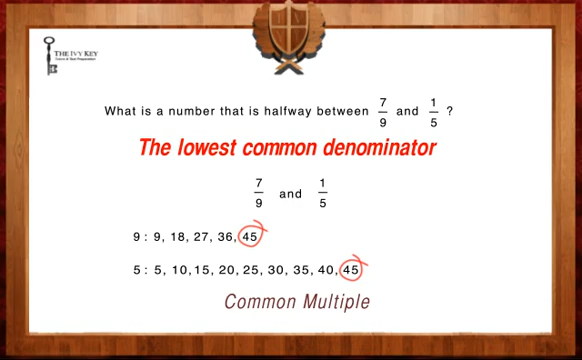 THE IVY KEY
What is a number that is halfway between 7/9 and 1/5 ?
The lowest common denominator
7/9 and 1/5
9 : 9, 18, 27, 36, 45
5 : 5, 10, 15, 20, 25, 30, 35, 40, 45
Common Multiple